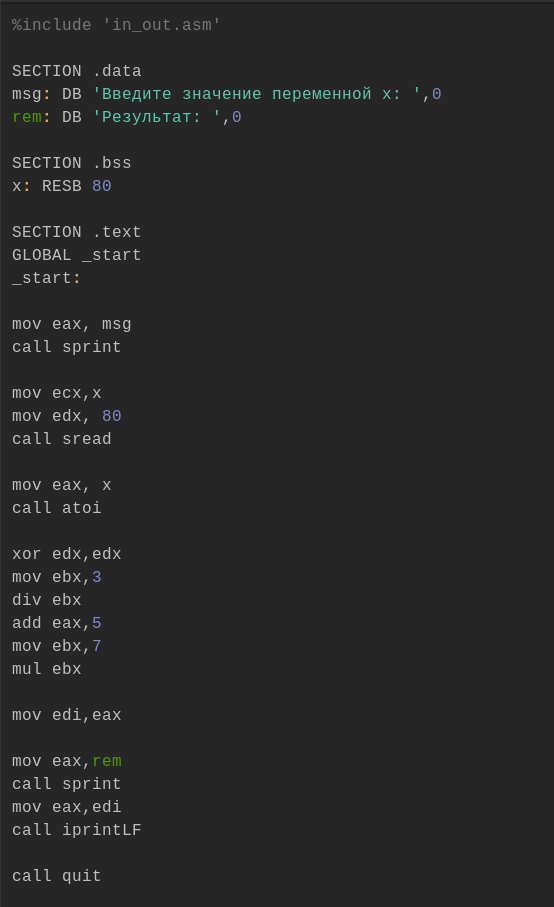 %include 'in_out.asm'
SECTION .data
msg: DB 'Введите значение переменной x: ',0
rem: DB 'Результат: ',0
SECTION .bss
x: RESB 80
SECTION .text
GLOBAL _start
_start:
mov eax, msg
call sprint
mov ecx,x
mov edx, 80
call sread
mov eax, x
call atoi
xor edx,edx
mov ebx,3
div ebx
add eax,5
mov ebx,7
mul ebx
mov edi,eax
mov eax,rem
call sprint
mov eax,edi
call iprintLF
call quit